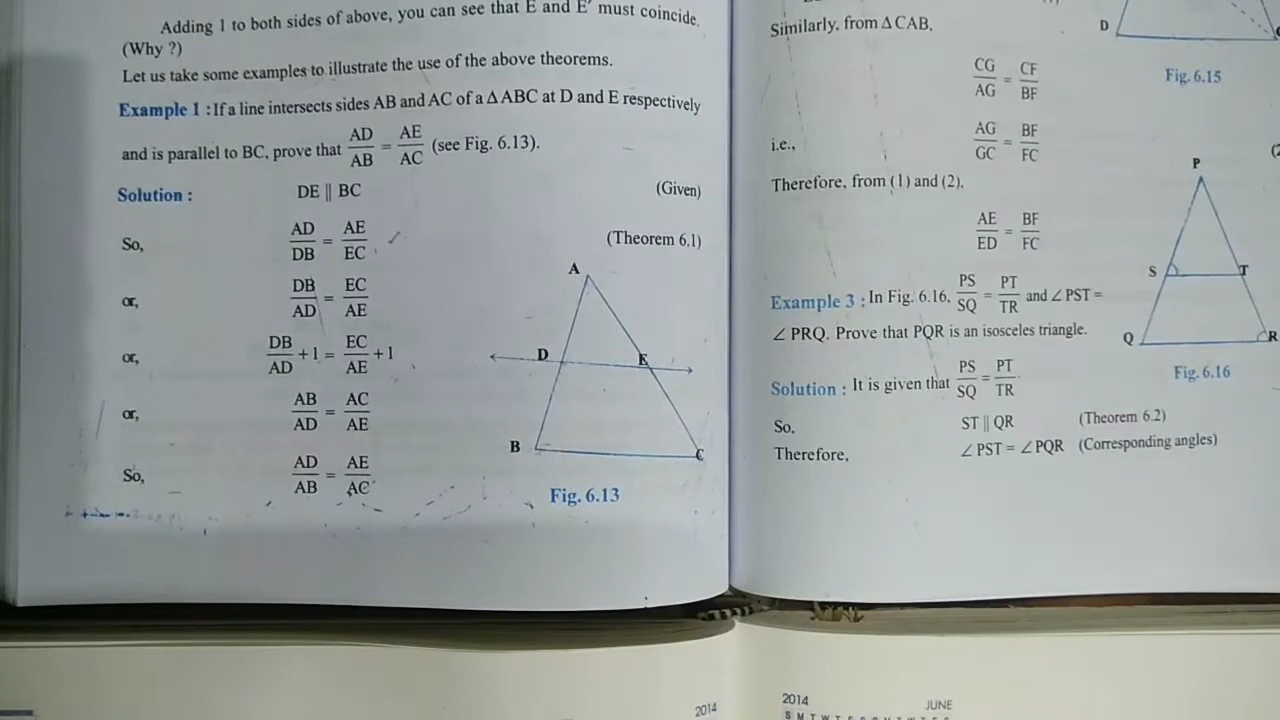 Adding 1 to both sides of above, you can see that E and E′ must coincide.
(Why ?)
Let us take some examples to illustrate the use of the above theorems.
Example 1 : If a line intersects sides AB and AC of a Δ ABC at D and E respectively
and is parallel to BC, prove that AD/AB = AE/AC (see Fig. 6.13).
Solution : DE || BC (Given)
So, AD/DB = AE/EC (Theorem 6.1)
or, DB/AD = EC/AE
or, DB/AD + 1 = EC/AE + 1
or, AB/AD = AC/AE
So, AD/AB = AE/AC
A
D E
B C
Fig. 6.13
Similarly, from Δ CAB,
CG/AG = CF/BF
i.e., AG/GC = BF/FC
Therefore, from (1) and (2),
AE/ED = BF/FC
D
Fig. 6.15
Example 3 : In Fig. 6.16, PS/SQ = PT/TR and ∠ PST =
∠ PRQ. Prove that PQR is an isosceles triangle.
Solution : It is given that PS/SQ = PT/TR
So, ST || QR (Theorem 6.2)
Therefore, ∠ PST = ∠ PQR (Corresponding angles)
P
S T
Q R
Fig. 6.16
2014
2014 JUNE